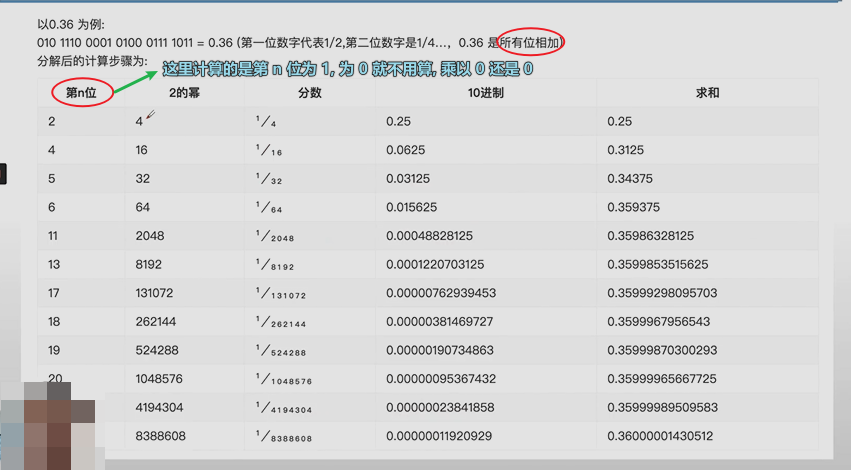 以0.36 为例:
010 1110 0001 0100 0111 1011 = 0.36 (第一位数字代表1/2,第二位数字是1/4…，0.36 是所有位相加)
分解后的计算步骤为:
这里计算的是第 n 位为 1, 为 0 就不用算, 乘以 0 还是 0
第n位 2的幂 分数 10进制 求和
2 4 1/4 0.25 0.25
4 16 1/16 0.0625 0.3125
5 32 1/32 0.03125 0.34375
6 64 1/64 0.015625 0.359375
11 2048 1/2048 0.00048828125 0.35986328125
13 8192 1/8192 0.0001220703125 0.3599853515625
17 131072 1/131072 0.00000762939453 0.35999298095703
18 262144 1/262144 0.00000381469727 0.3599967956543
19 524288 1/524288 0.00000190734863 0.35999870300293
20 1048576 1/1048576 0.00000095367432 0.35999965667725
4194304 1/4194304 0.00000023841858 0.35999989509583
8388608 1/8388608 0.00000011920929 0.36000001430512